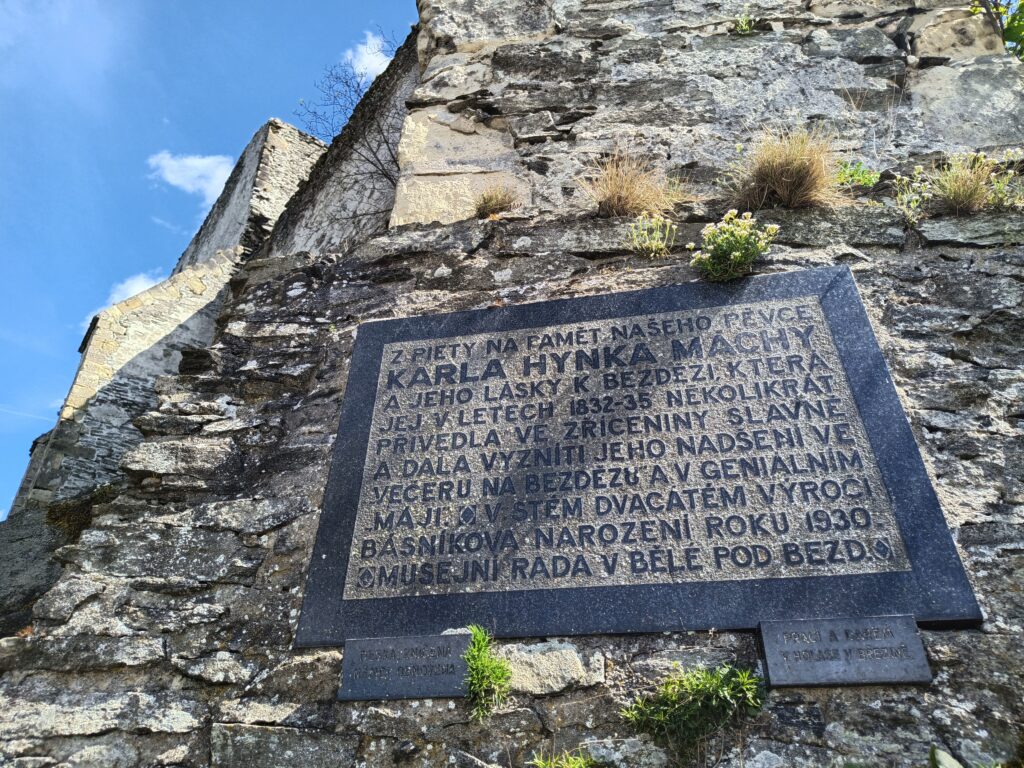 Z PIETY NA PAMĚT NAŠEHO PĚVCE
KARLA HYNKA MACHY
A JEHO LÁSKY K BEZDĚZI, KTERÁ
JEJ V LETECH 1832-35 NĚKOLIKRÁT
PŘIVEDLA VE ZŘÍCENINY SLAVNÉ
A DALA VYZNÍTI JEHO NADŠENÍ VE
VEČERU NA BEZDĚZU A V GENIÁLNÍM
MÁJI. V STÉM DVACÁTÉM VÝROČÍ
BÁSNÍKOVA NAROZENÍ ROKU 1930
MUSEJNÍ RADA V BĚLÉ POD BEZD.